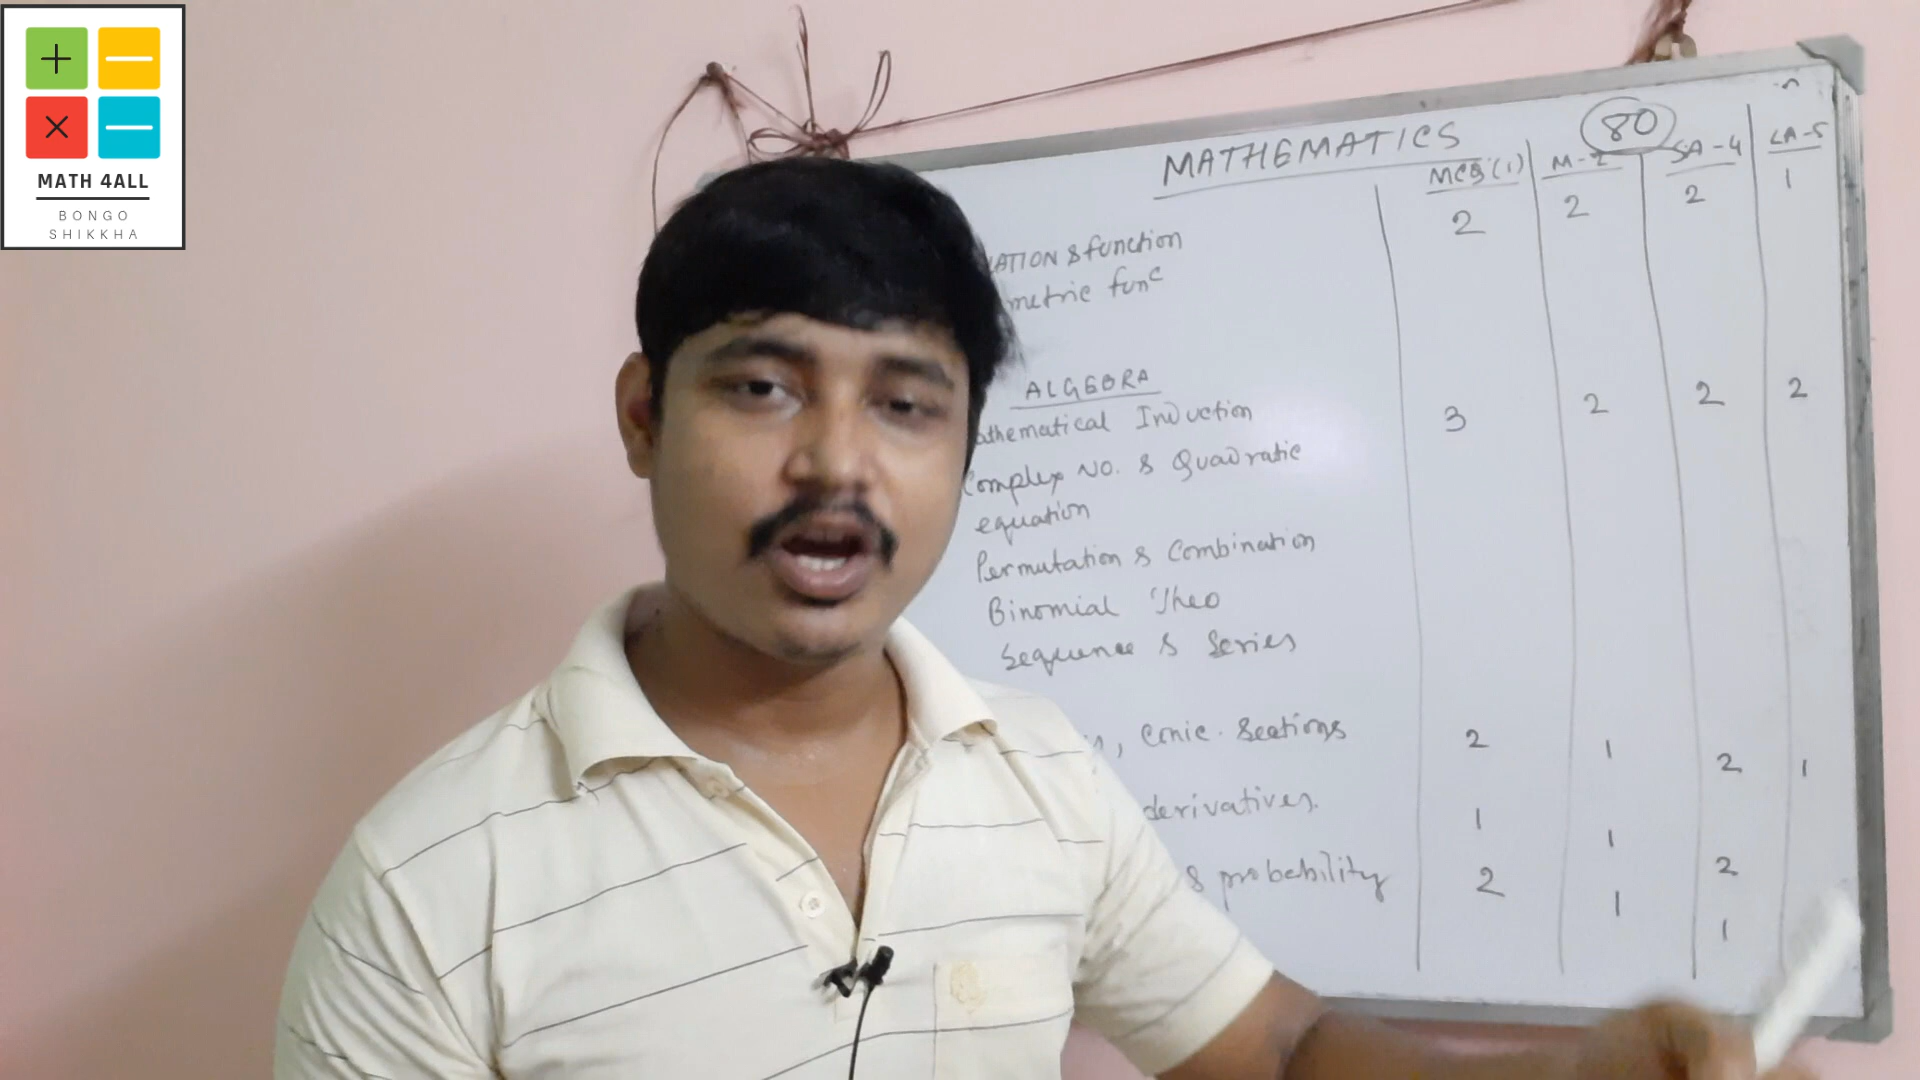 MATH 4ALL
BONGO
SHIKKHA
MATHEMATICS
80
MCQ (1) M-2 SA-4 LA-5
2 2 2 1
& function
metric func
ALGEBRA
Mathematical Induction 3 2 2 2
Complex NO. & Quadratic
equation
Permutation & Combination
Binomial Theo
Sequence & Series
, Conic. Sections 2 1 2 1
derivatives. 1 1 2
& probability 2 1 1